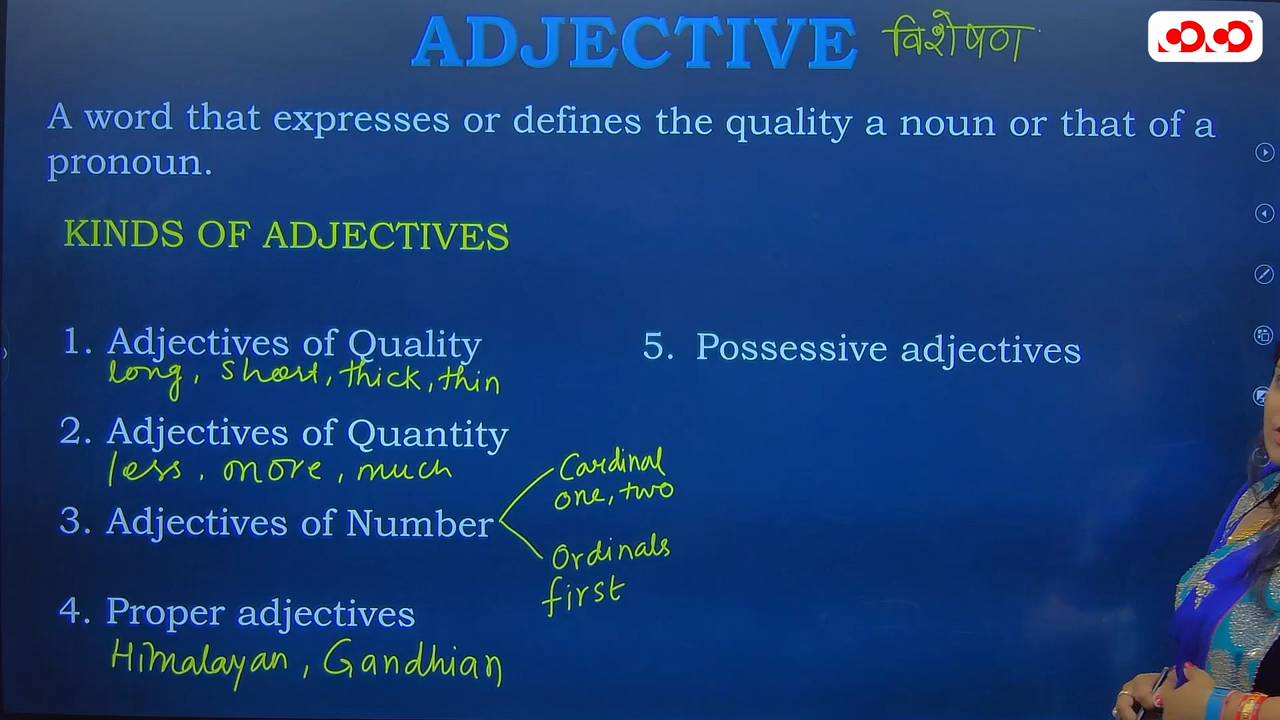 ADJECTIVE विशेषण
A word that expresses or defines the quality a noun or that of a
pronoun.
KINDS OF ADJECTIVES
1. Adjectives of Quality
long, short, thick, thin
2. Adjectives of Quantity
less, more, much
3. Adjectives of Number
Cardinal
one, two
Ordinals
first
4. Proper adjectives
Himalayan, Gandhian
5. Possessive adjectives